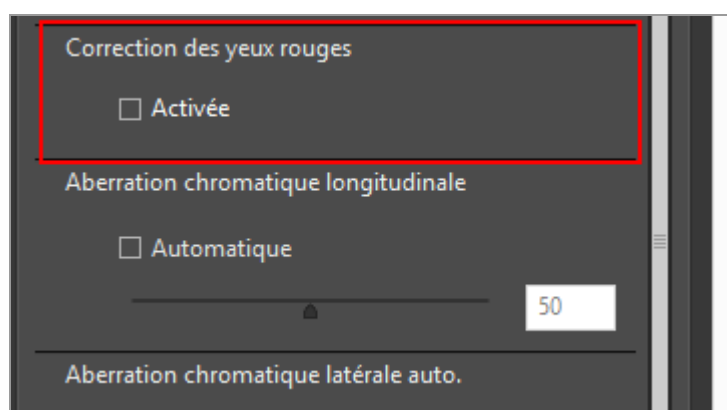 Correction des yeux rouges
Activée
Aberration chromatique longitudinale
Automatique
50
Aberration chromatique latérale auto.